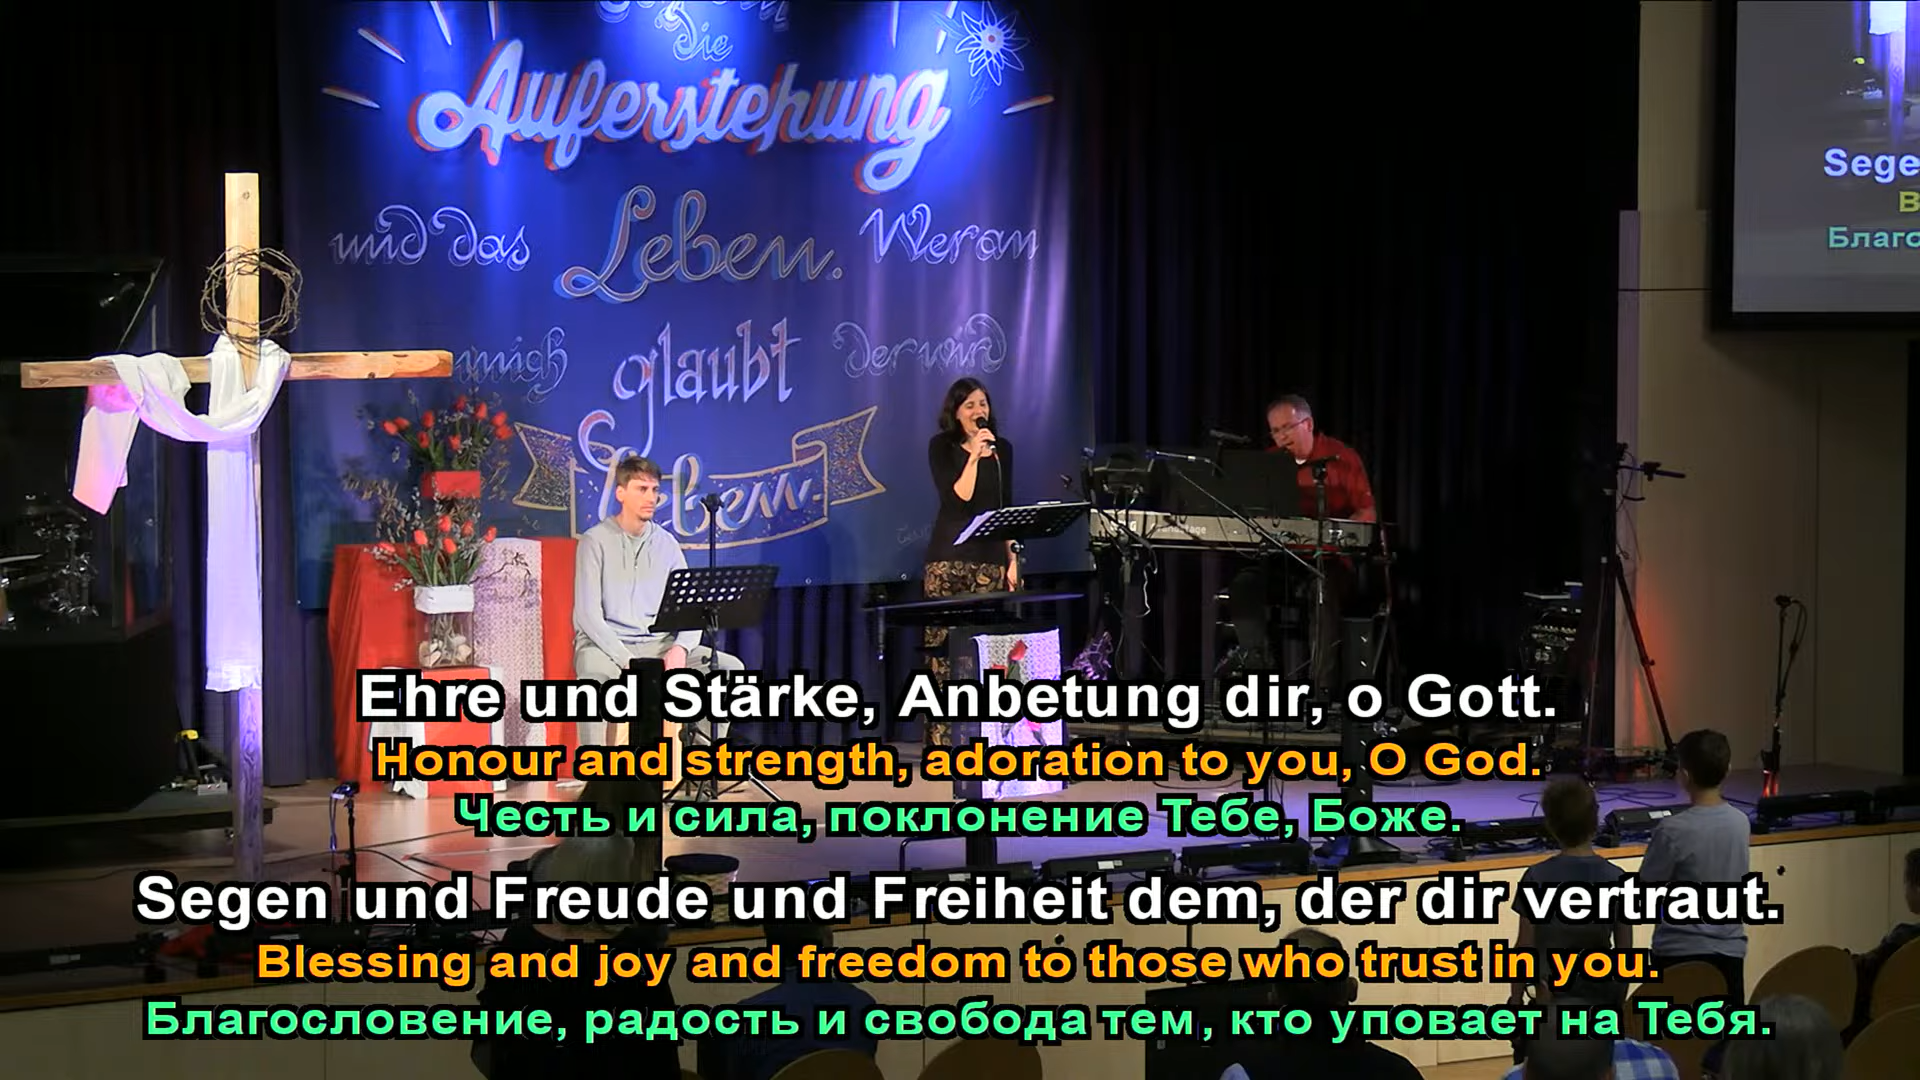 die
Auferstehung
und das Leben. Wer an
mich glaubt der wird
leben.
Sege
B
Благо
Ehre und Stärke, Anbetung dir, o Gott.
Honour and strength, adoration to you, O God.
Честь и сила, поклонение Тебе, Боже.
Segen und Freude und Freiheit dem, der dir vertraut.
Blessing and joy and freedom to those who trust in you.
Благословение, радость и свобода тем, кто уповает на Тебя.